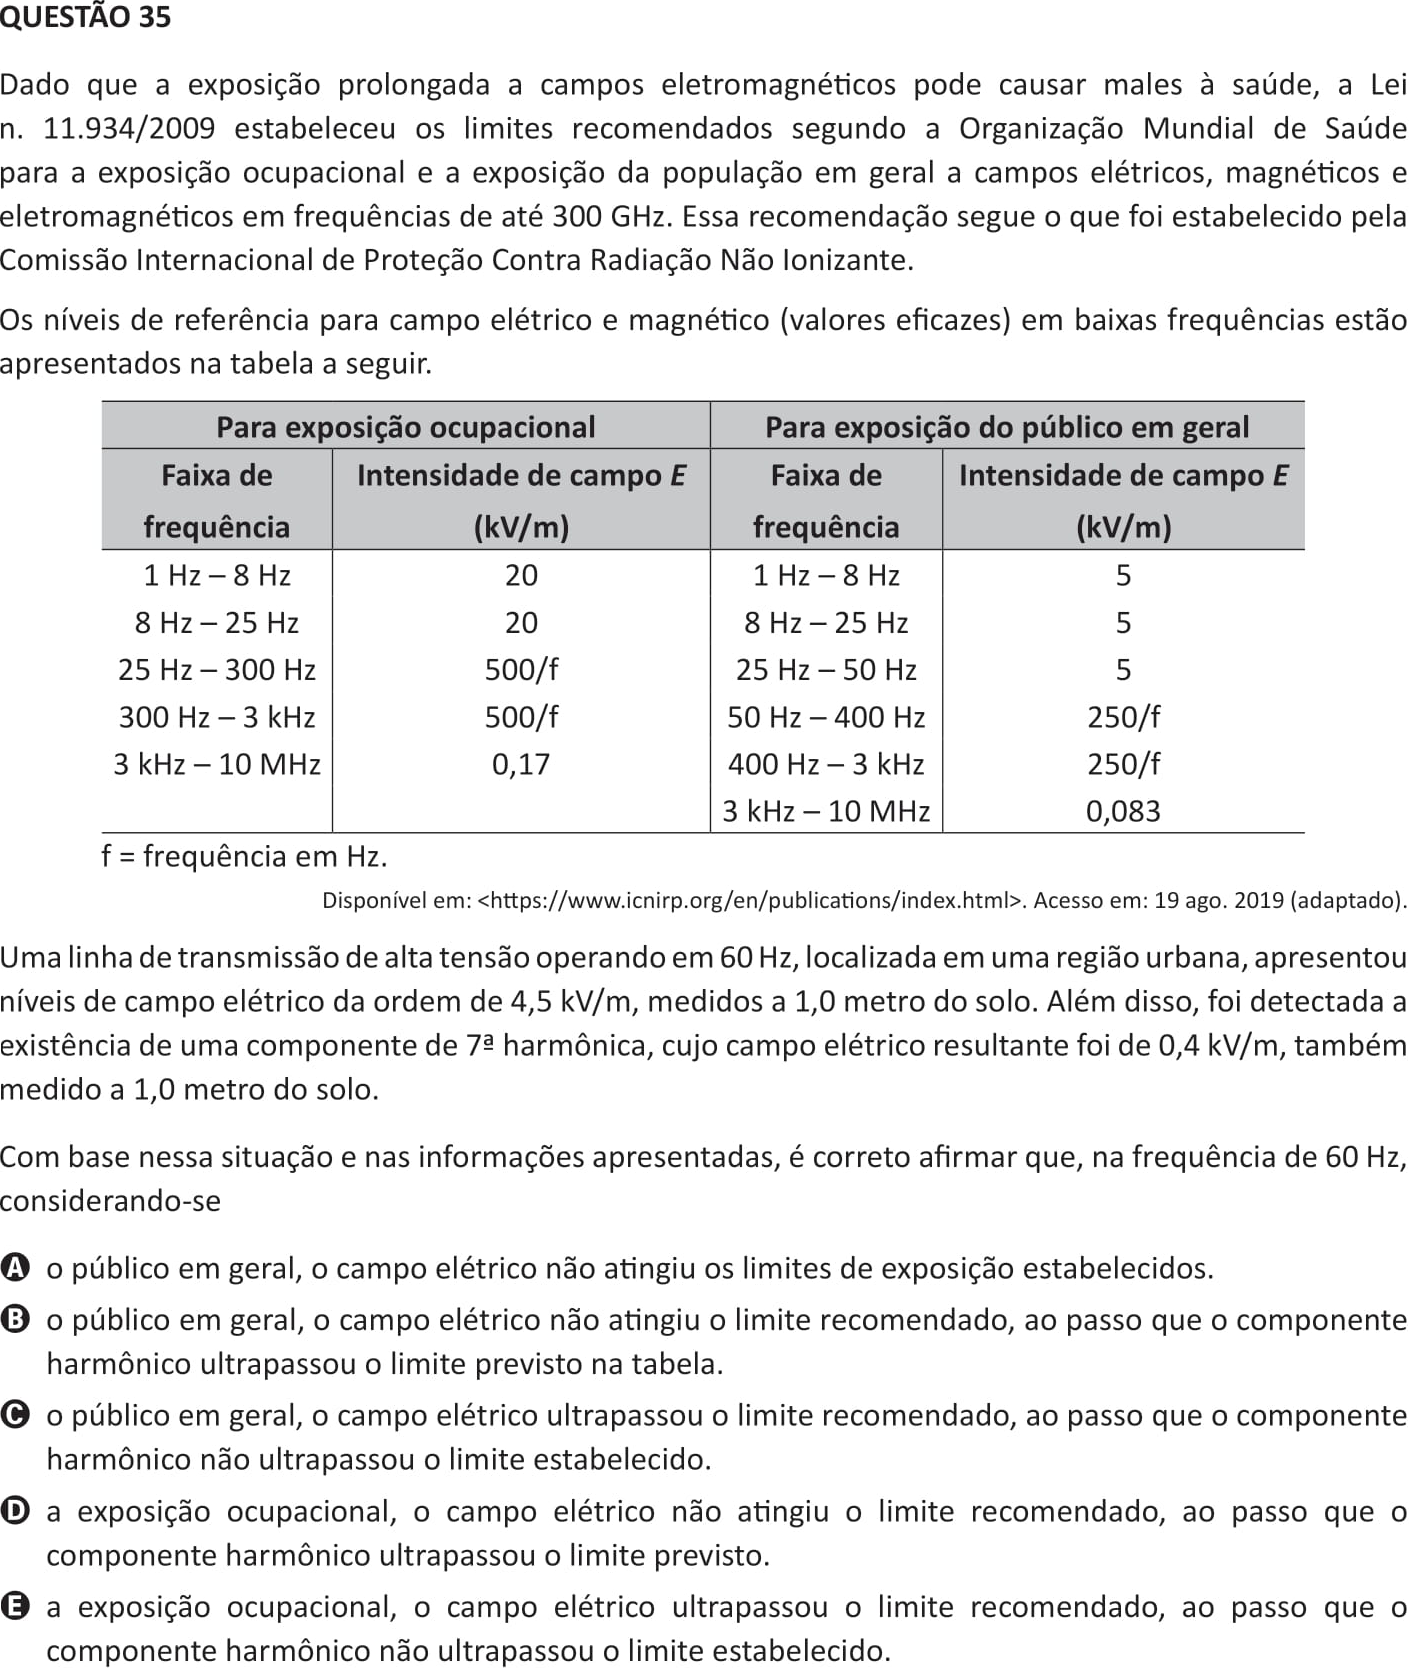 QUESTÃO 35
Dado que a exposição prolongada a campos eletromagnéticos pode causar males à saúde, a Lei
n. 11.934/2009 estabeleceu os limites recomendados segundo a Organização Mundial de Saúde
para a exposição ocupacional e a exposição da população em geral a campos elétricos, magnéticos e
eletromagnéticos em frequências de até 300 GHz. Essa recomendação segue o que foi estabelecido pela
Comissão Internacional de Proteção Contra Radiação Não Ionizante.
Os níveis de referência para campo elétrico e magnético (valores eficazes) em baixas frequências estão
apresentados na tabela a seguir.
Para exposição ocupacional Para exposição do público em geral
Faixa de Intensidade de campo E Faixa de Intensidade de campo E
frequência (kV/m) frequência (kV/m)
1 Hz – 8 Hz 20 1 Hz – 8 Hz 5
8 Hz – 25 Hz 20 8 Hz – 25 Hz 5
25 Hz – 300 Hz 500/f 25 Hz – 50 Hz 5
300 Hz – 3 kHz 500/f 50 Hz – 400 Hz 250/f
3 kHz – 10 MHz 0,17 400 Hz – 3 kHz 250/f
3 kHz – 10 MHz 0,083
f = frequência em Hz.
Disponível em: <https://www.icnirp.org/en/publications/index.html>. Acesso em: 19 ago. 2019 (adaptado).
Uma linha de transmissão de alta tensão operando em 60 Hz, localizada em uma região urbana, apresentou
níveis de campo elétrico da ordem de 4,5 kV/m, medidos a 1,0 metro do solo. Além disso, foi detectada a
existência de uma componente de 7ª harmônica, cujo campo elétrico resultante foi de 0,4 kV/m, também
medido a 1,0 metro do solo.
Com base nessa situação e nas informações apresentadas, é correto afirmar que, na frequência de 60 Hz,
considerando-se
A o público em geral, o campo elétrico não atingiu os limites de exposição estabelecidos.
B o público em geral, o campo elétrico não atingiu o limite recomendado, ao passo que o componente
harmônico ultrapassou o limite previsto na tabela.
C o público em geral, o campo elétrico ultrapassou o limite recomendado, ao passo que o componente
harmônico não ultrapassou o limite estabelecido.
D a exposição ocupacional, o campo elétrico não atingiu o limite recomendado, ao passo que o
componente harmônico ultrapassou o limite previsto.
E a exposição ocupacional, o campo elétrico ultrapassou o limite recomendado, ao passo que o
componente harmônico não ultrapassou o limite estabelecido.